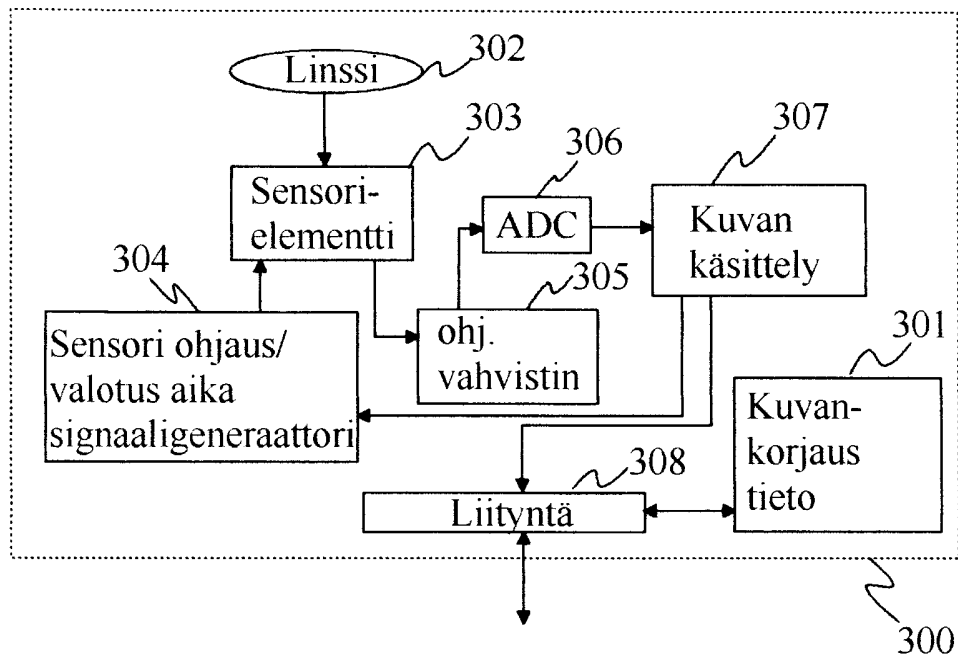 302
Linssi
303
Sensori-
elementti
306
ADC
307
Kuvan
käsittely
304
Sensori ohjaus/
valotus aika
signaaligeneraattori
305
ohj.
vahvistin
301
Kuvan-
korjaus
tieto
308
Liityntä
300